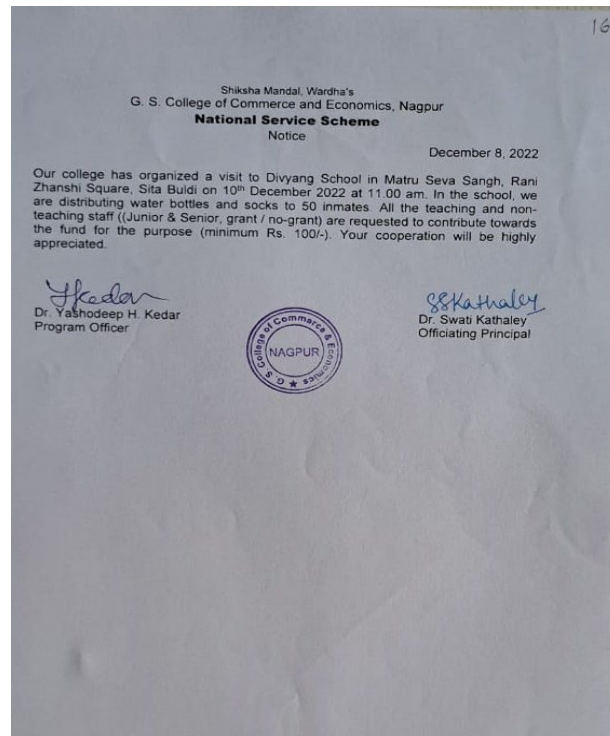 16
Shiksha Mandal, Wardha's
G. S. College of Commerce and Economics, Nagpur
National Service Scheme
Notice
December 8, 2022
Our college has organized a visit to Divyang School in Matru Seva Sangh, Rani
Zhanshi Square, Sita Buldi on 10th December 2022 at 11.00 am. In the school, we
are distributing water bottles and socks to 50 inmates. All the teaching and non-
teaching staff ((Junior & Senior, grant / no-grant) are requested to contribute towards
the fund for the purpose (minimum Rs. 100/-). Your cooperation will be highly
appreciated.
YKedar
SSKathaley
Dr. Yashodeep H. Kedar
Program Officer
G. S. College of Commerce & Economics
NAGPUR
Dr. Swati Kathaley
Officiating Principal